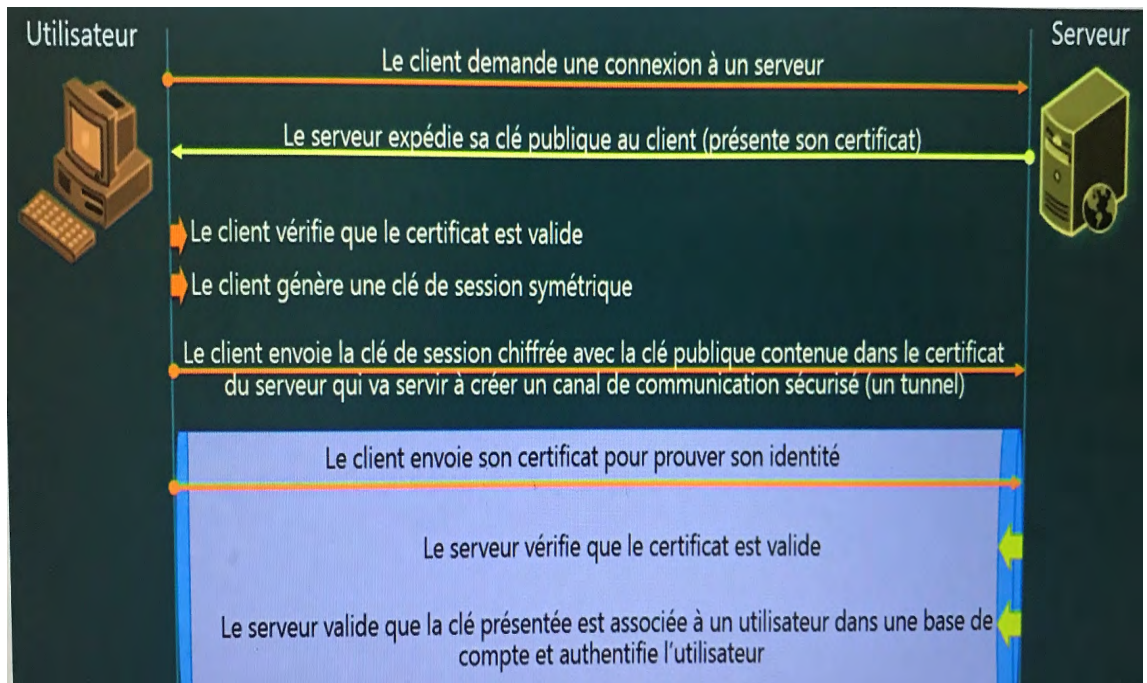 Utilisateur
Serveur
Le client demande une connexion à un serveur
Le serveur expédie sa clé publique au client (présente son certificat)
Le client vérifie que le certificat est valide
Le client génère une clé de session symétrique
Le client envoie la clé de session chiffrée avec la clé publique contenue dans le certificat
du serveur qui va servir à créer un canal de communication sécurisé (un tunnel)
Le client envoie son certificat pour prouver son identité
Le serveur vérifie que le certificat est valide
Le serveur valide que la clé présentée est associée à un utilisateur dans une base de
compte et authentifie l'utilisateur